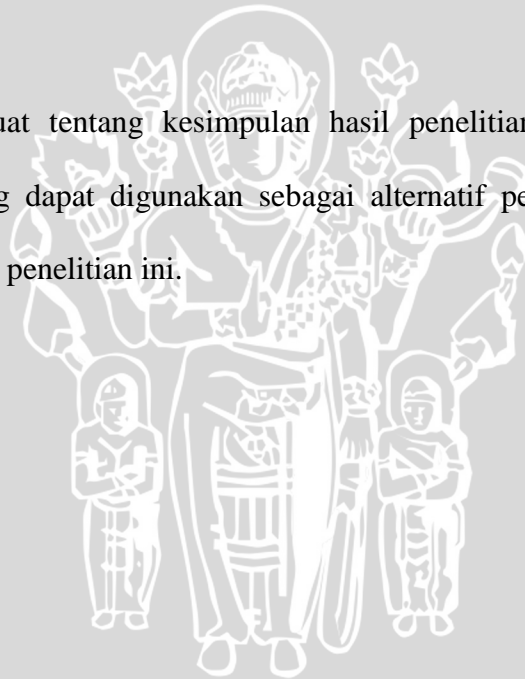 uat tentang kesimpulan hasil penelitian
g dapat digunakan sebagai alternatif pe
penelitian ini.